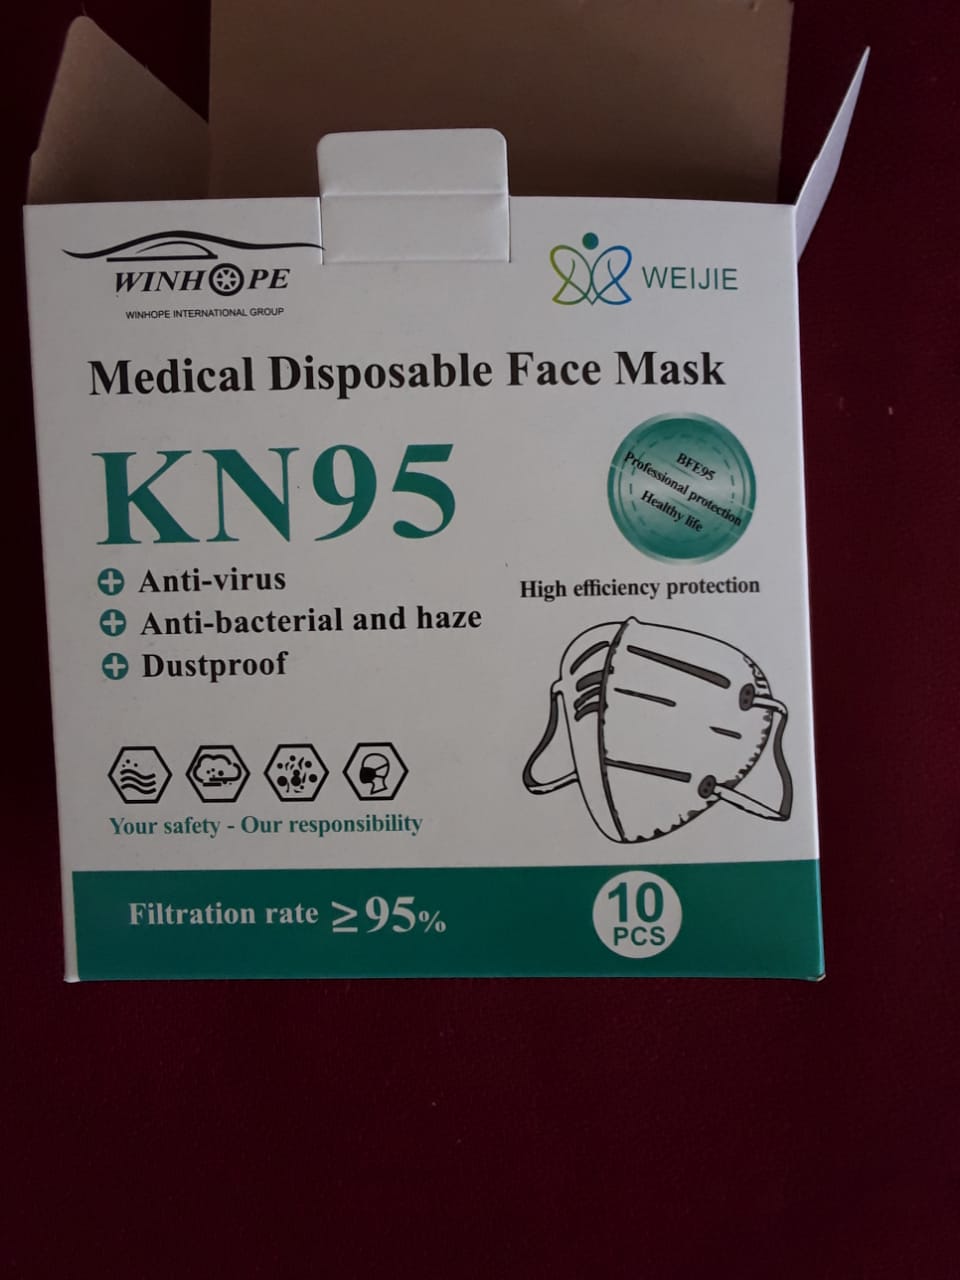 WINHOPE
WINHOPE INTERNATIONAL GROUP
WEIJIE
Medical Disposable Face Mask
KN95
BFE95
Professional protection
Healthy life
Anti-virus
Anti-bacterial and haze
Dustproof
High efficiency protection
Your safety - Our responsibility
Filtration rate ≥95%
10
PCS